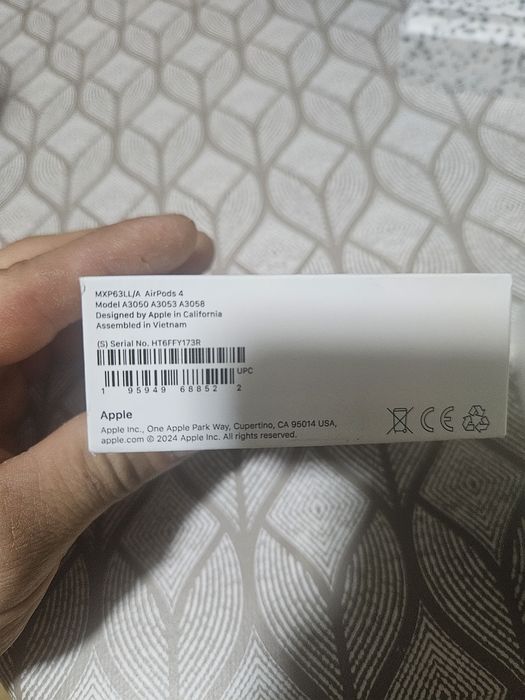 MXP63LL/A AirPods 4
Model A3050 A3053 A3058
Designed by Apple in California
Assembled in Vietnam
(S) Serial No. HT6FFY173R
UPC
1 95949 68852 2
Apple
Apple Inc., One Apple Park Way, Cupertino, CA 95014 USA,
apple.com © 2024 Apple Inc. All rights reserved.